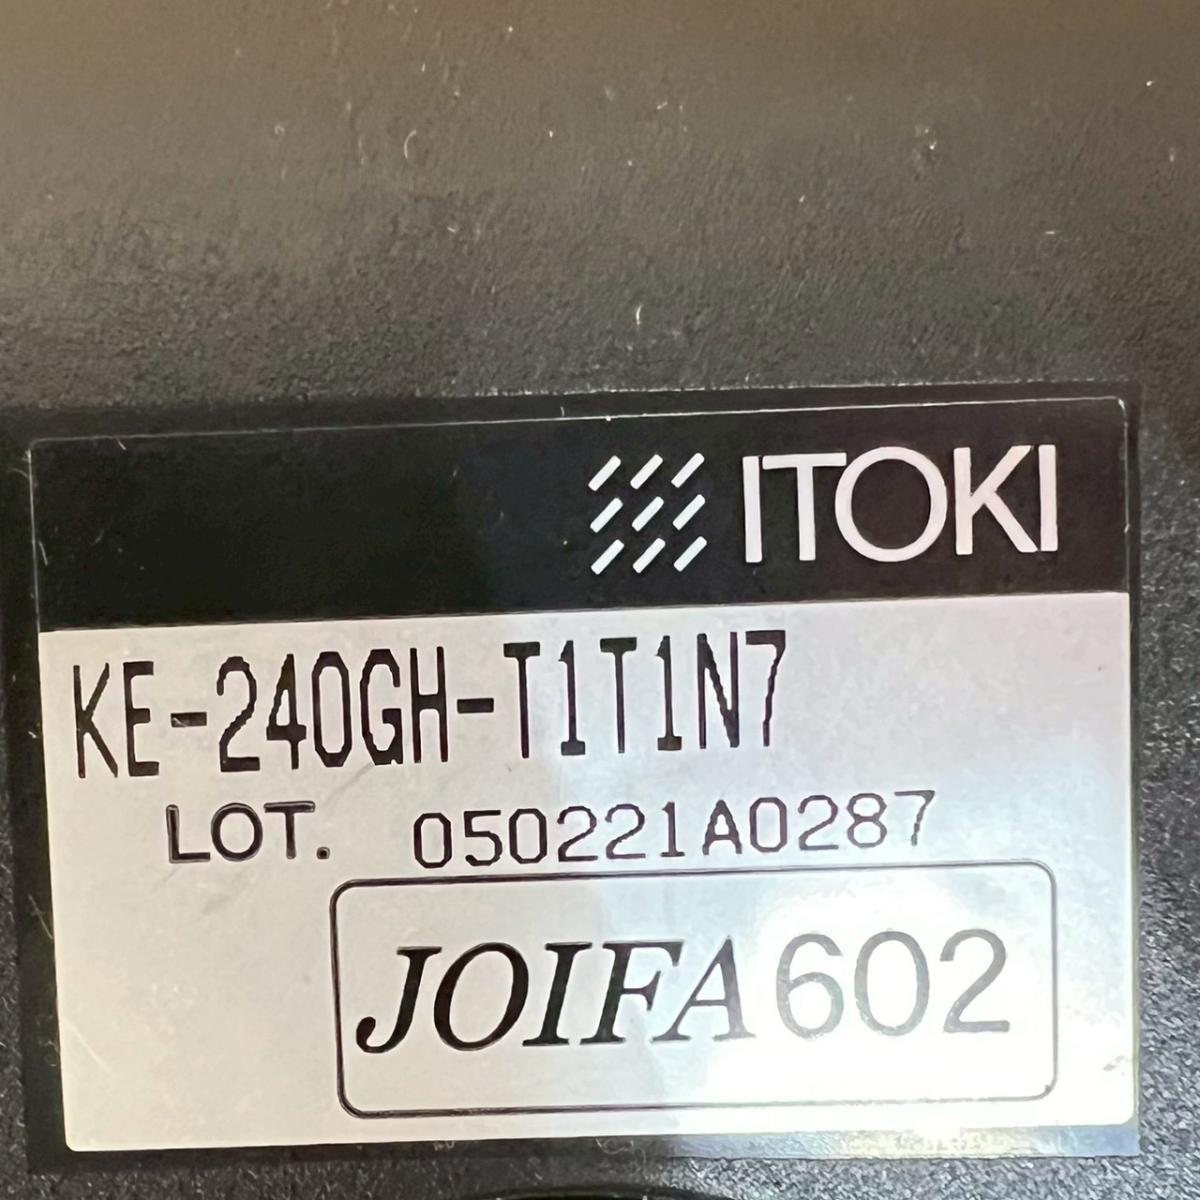 ITOKI
KE-240GH-T1T1N7
LOT. 050221A0287
JOIFA602